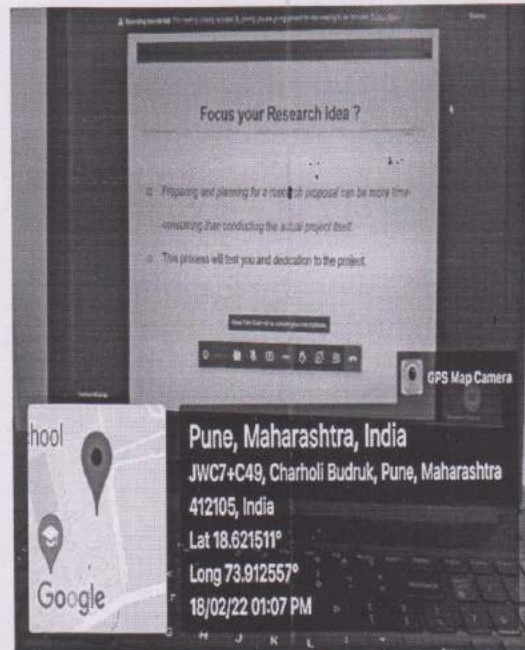 Focus your Research Idea ?
Preparing and planning for a research proposal can be more time-
consuming than conducting the actual project itself.
This process will test you and dedication to the project.
GPS Map Camera
chool
Google
Pune, Maharashtra, India
JWC7+C49, Charholi Budruk, Pune, Maharashtra
412105, India
Lat 18.621511°
Long 73.912557°
18/02/22 01:07 PM
G H J K L